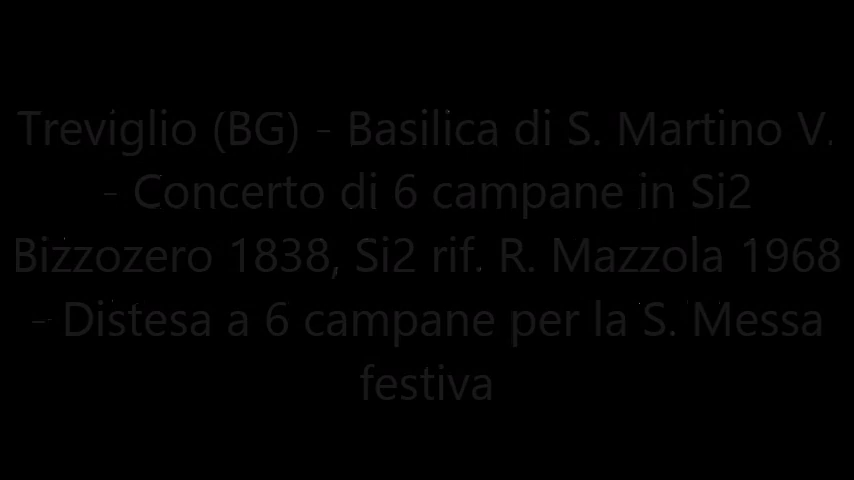 Treviglio (BG) - Basilica di S. Martino V.
- Concerto di 6 campane in Si2
Bizzozero 1838, Si2 rif. R. Mazzola 1968
- Distesa a 6 campane per la S. Messa
festiva